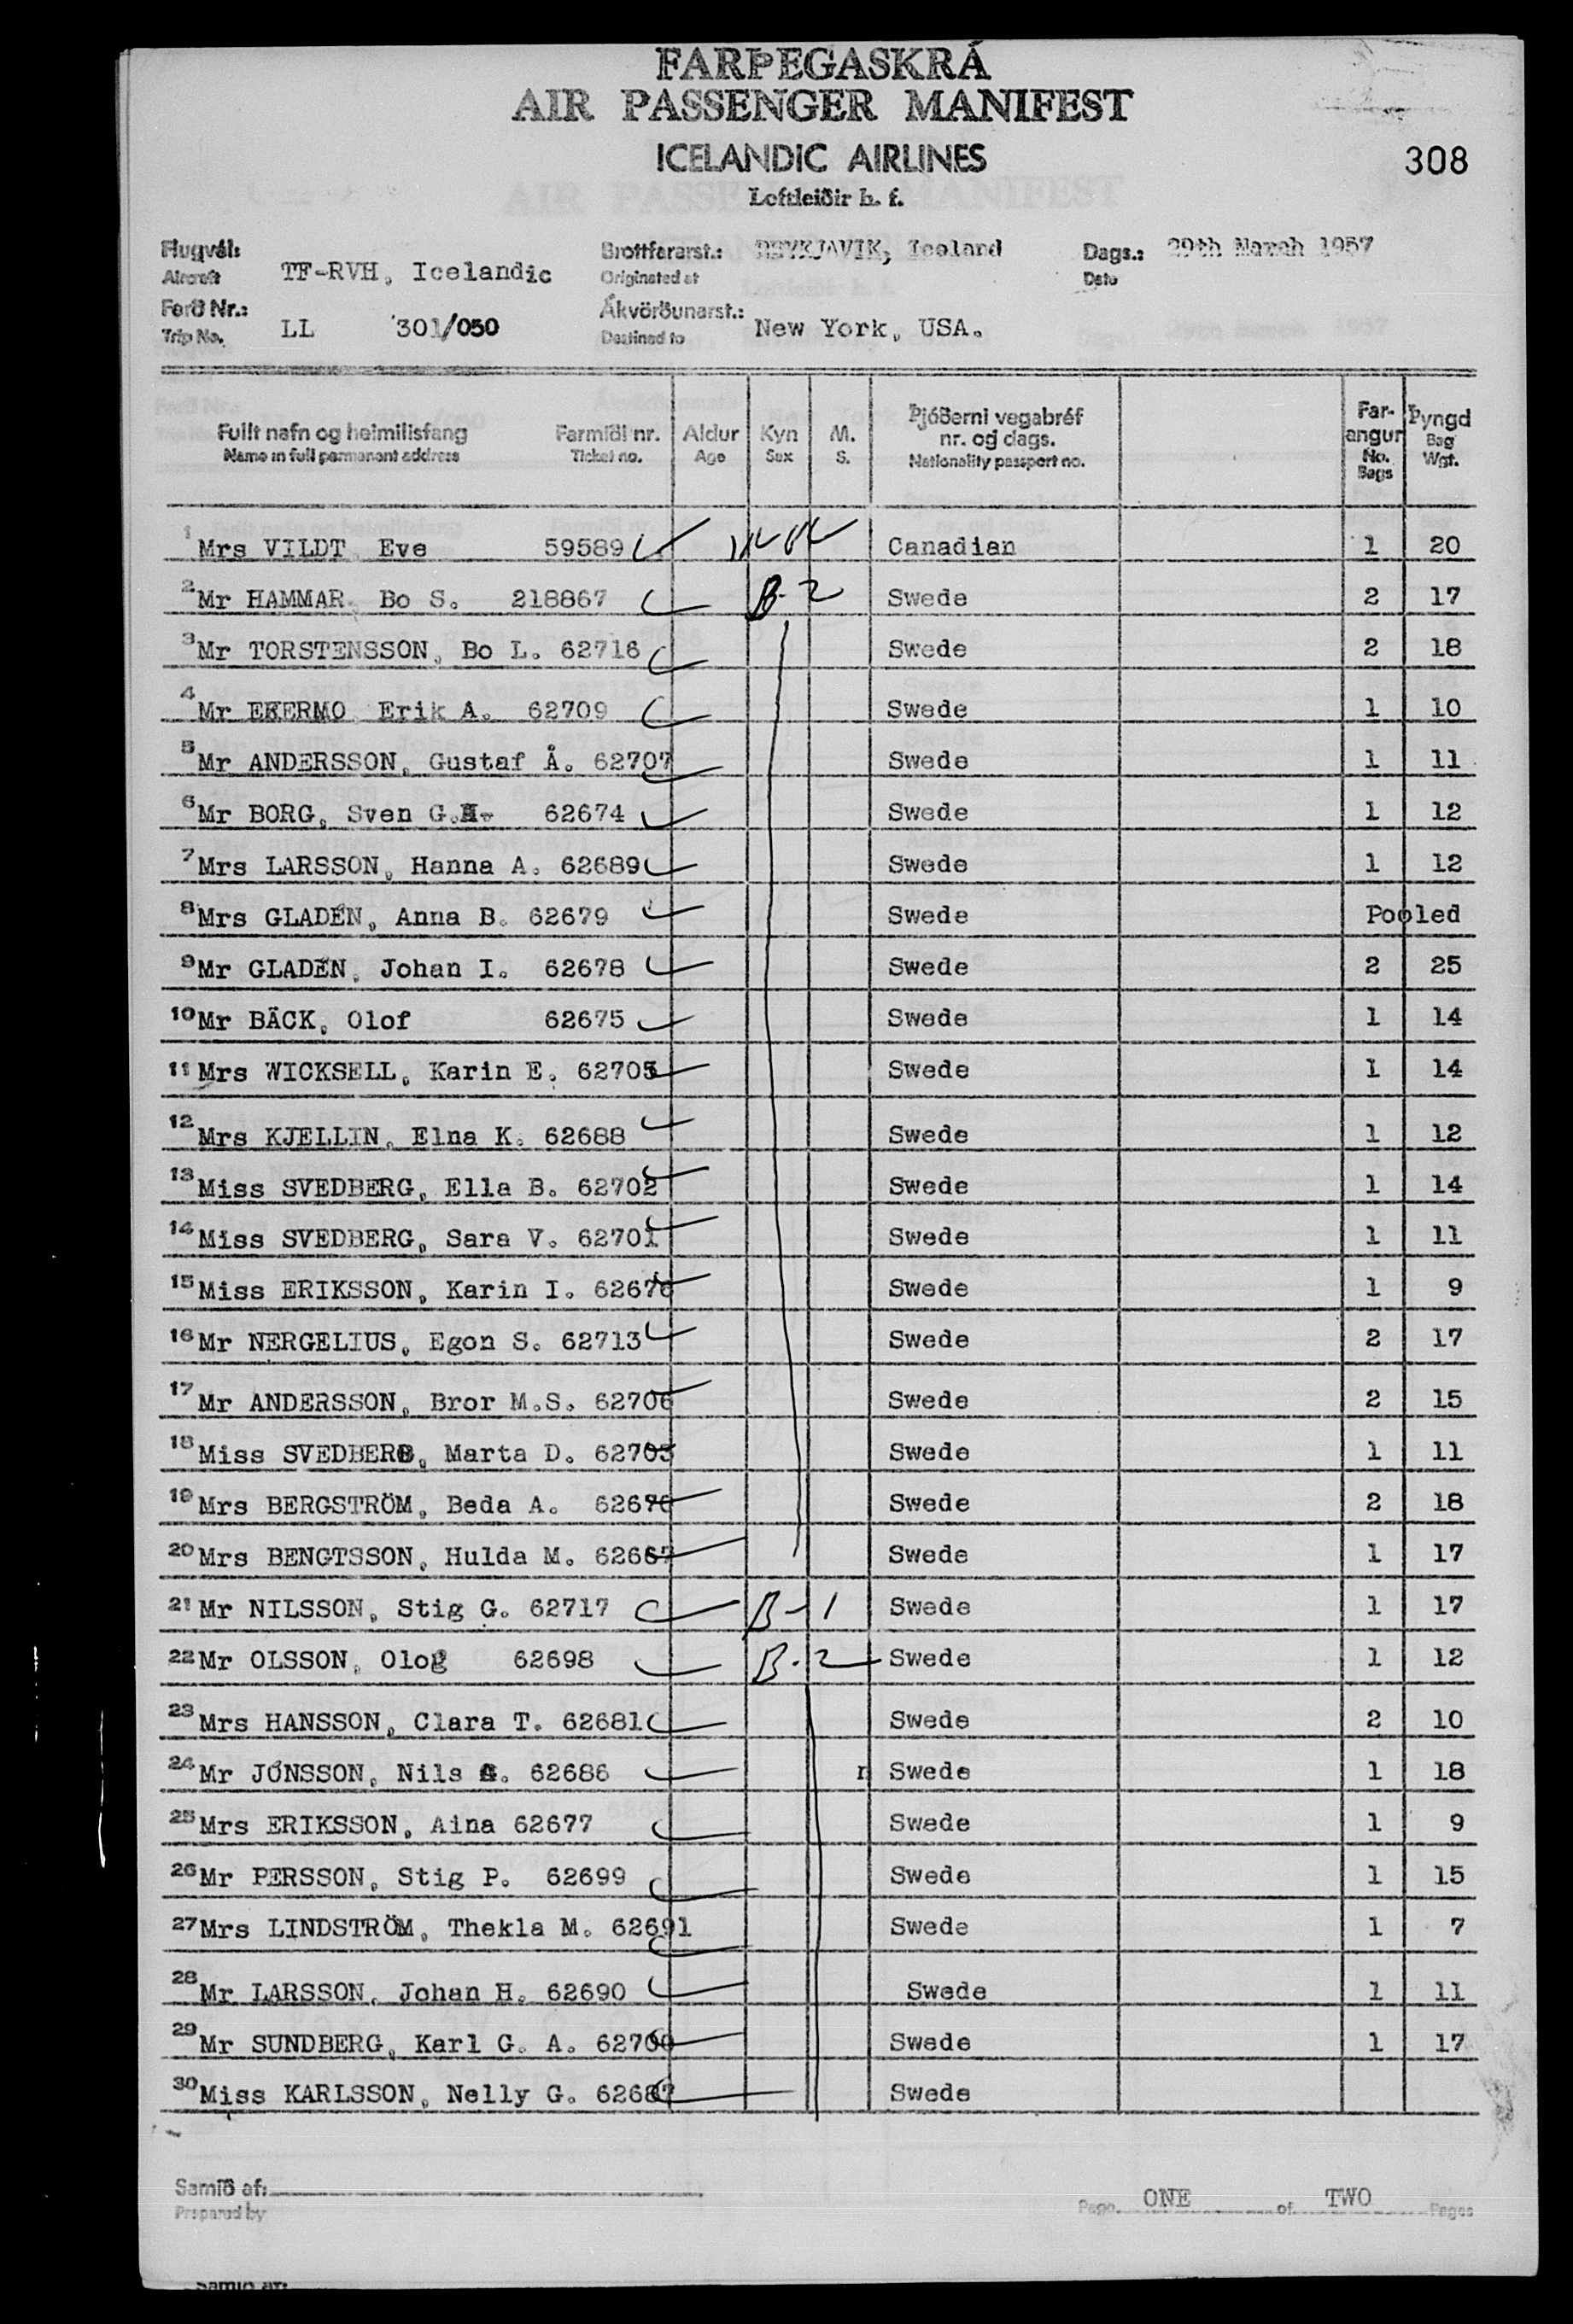 FARÞEGASKRÁ
AIR PASSENGER MANIFEST
ICELANDIC AIRLINES
308
Loftleiðir h. f.
Flugvél: Brottfararst.: REYKJAVIK, Iceland Dags.: 29th March 1957
Aircraft TF-RVH, Icelandic Originated at Date
Ferð Nr.: Ákvörðunarst.:
Trip No. LL 301/050 Destined to New York, USA.
Fullt nafn og heimilisfang Farmiði nr. Aldur Kyn M. Þjóðerni vegabréf nr. og dags. Far-angur Þyngd
Name in full permanent address Ticket no. Age Sex S. Nationality passport no. No. Bags Bag Wgt.
1 Mrs VILDT, Eve 59589 Canadian 1 20
2 Mr HAMMAR, Bo S. 218867 B-2 Swede 2 17
3 Mr TORSTENSSON, Bo L. 62716 Swede 2 18
4 Mr EKERMO, Erik A. 62709 Swede 1 10
5 Mr ANDERSSON, Gustaf Å. 62707 Swede 1 11
6 Mr BORG, Sven G. 62674 Swede 1 12
7 Mrs LARSSON, Hanna A. 62689 Swede 1 12
8 Mrs GLADÉN, Anna B. 62679 Swede Pooled
9 Mr GLADÉN, Johan I. 62678 Swede 2 25
10 Mr BÄCK, Olof 62675 Swede 1 14
11 Mrs WICKSELL, Karin E. 62705 Swede 1 14
12 Mrs KJELLIN, Elna K. 62688 Swede 1 12
13 Miss SVEDBERG, Ella B. 62702 Swede 1 14
14 Miss SVEDBERG, Sara V. 62701 Swede 1 11
15 Miss ERIKSSON, Karin I. 62676 Swede 1 9
16 Mr NERGELIUS, Egon S. 62713 Swede 2 17
17 Mr ANDERSSON, Bror M.S. 62706 Swede 2 15
18 Miss SVEDBERG, Marta D. 62703 Swede 1 11
19 Mrs BERGSTRÖM, Beda A. 62670 Swede 2 18
20 Mrs BENGTSSON, Hulda M. 62667 Swede 1 17
21 Mr NILSSON, Stig G. 62717 B-1 Swede 1 17
22 Mr OLSSON, Olog 62698 B-2 Swede 1 12
23 Mrs HANSSON, Clara T. 62681 Swede 2 10
24 Mr JÖNSSON, Nils G. 62686 n Swede 1 18
25 Mrs ERIKSSON, Aina 62677 Swede 1 9
26 Mr PERSSON, Stig P. 62699 Swede 1 15
27 Mrs LINDSTRÖM, Thekla M. 62691 Swede 1 7
28 Mr LARSSON, Johan H. 62690 Swede 1 11
29 Mr SUNDBERG, Karl G. A. 62700 Swede 1 17
30 Miss KARLSSON, Nelly G. 62687 Swede
Samið af:
Prepared by
Page ONE of TWO Pages
Samið af: